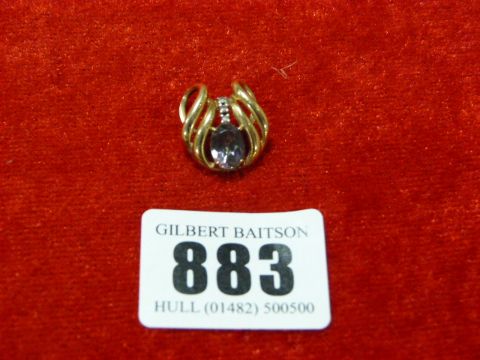 GILBERT BAITSON
883
HULL (01482) 500500